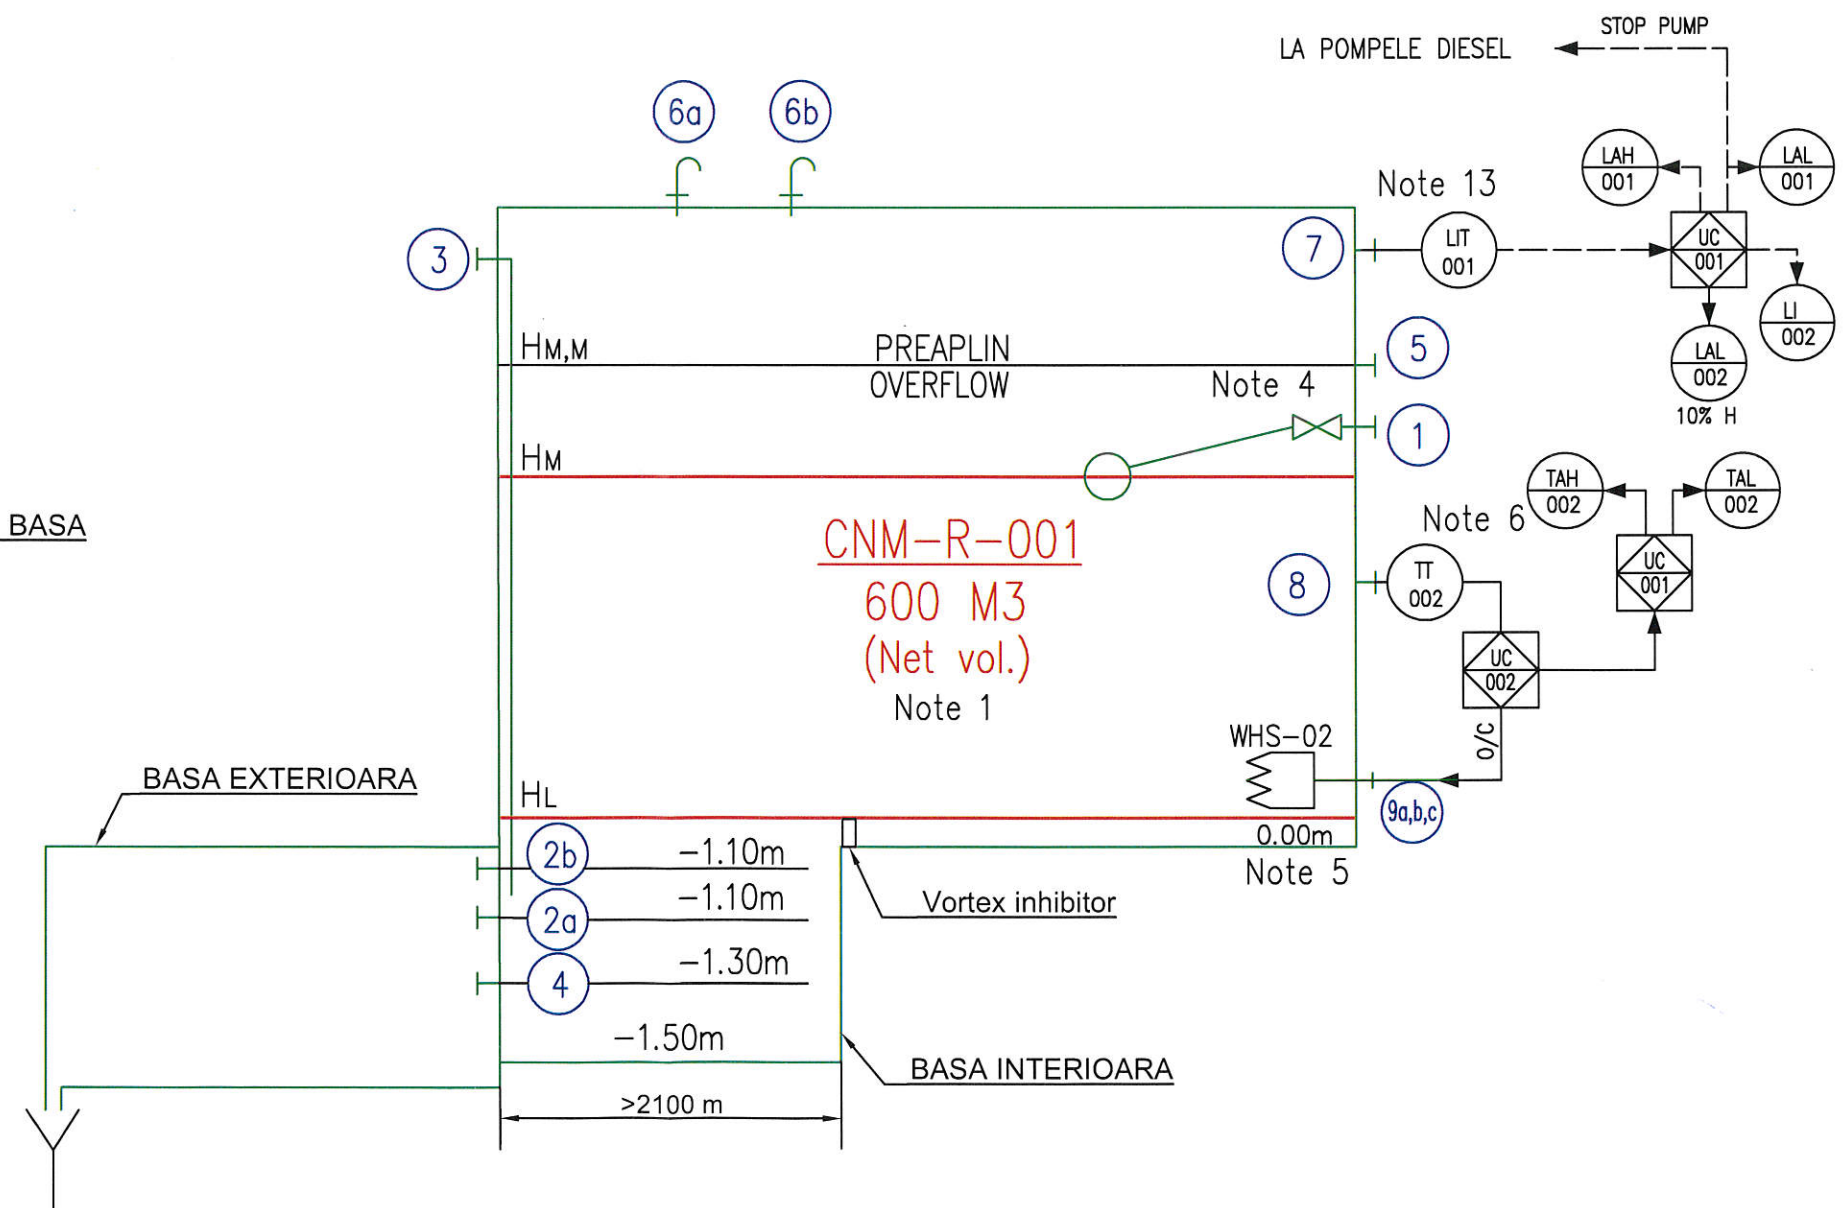 STOP PUMP
LA POMPELE DIESEL
6a
6b
LAH
001
LAL
001
Note 13
3
7
LIT
001
UC
001
LI
002
HM,M
PREAPLIN
OVERFLOW
5
Note 4
LAL
002
10% H
1
HM
TAH
002
TAL
002
BASA
CNM-R-001
Note 6
600 M3
(Net vol.)
Note 1
8
TT
002
UC
001
UC
002
O/C
WHS-02
BASA EXTERIOARA
HL
9a,b,c
0.00m
Note 5
2b
-1.10m
2a
-1.10m
Vortex inhibitor
4
-1.30m
-1.50m
BASA INTERIOARA
>2100 m